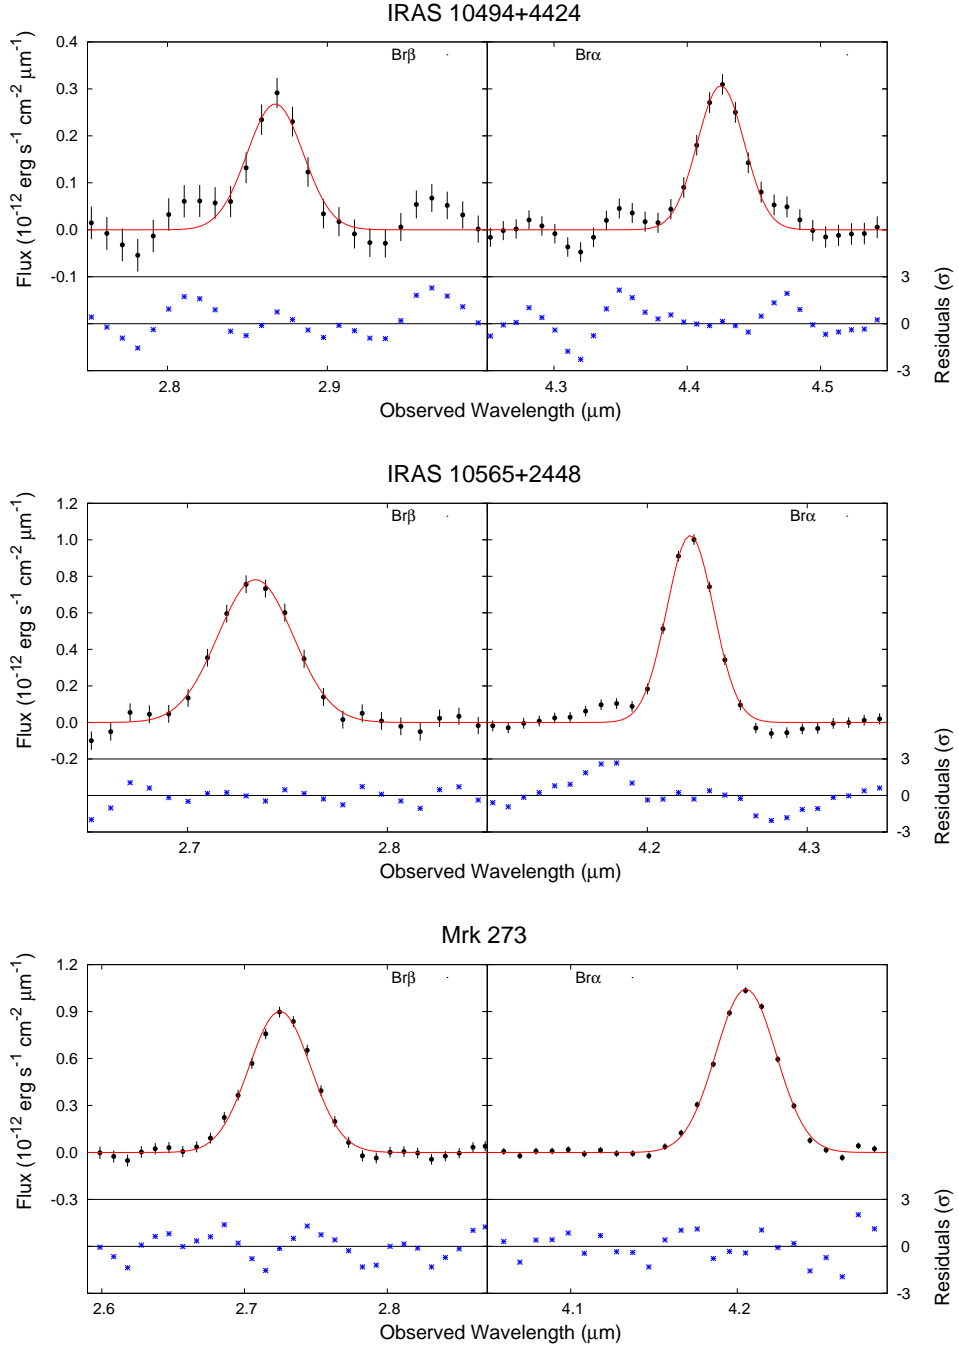 IRAS 10494+4424
Brβ
Brα
Flux (10⁻¹² erg s⁻¹ cm⁻² μm⁻¹)
0.4
0.3
0.2
0.1
0.0
-0.1
3
0
-3
Residuals (σ)
2.8 2.9 4.3 4.4 4.5
Observed Wavelength (μm)
IRAS 10565+2448
Brβ
Brα
Flux (10⁻¹² erg s⁻¹ cm⁻² μm⁻¹)
1.2
1.0
0.8
0.6
0.4
0.2
0.0
-0.2
3
0
-3
Residuals (σ)
2.7 2.8 4.2 4.3
Observed Wavelength (μm)
Mrk 273
Brβ
Brα
Flux (10⁻¹² erg s⁻¹ cm⁻² μm⁻¹)
1.2
0.9
0.6
0.3
0.0
-0.3
3
0
-3
Residuals (σ)
2.6 2.7 2.8 4.1 4.2
Observed Wavelength (μm)